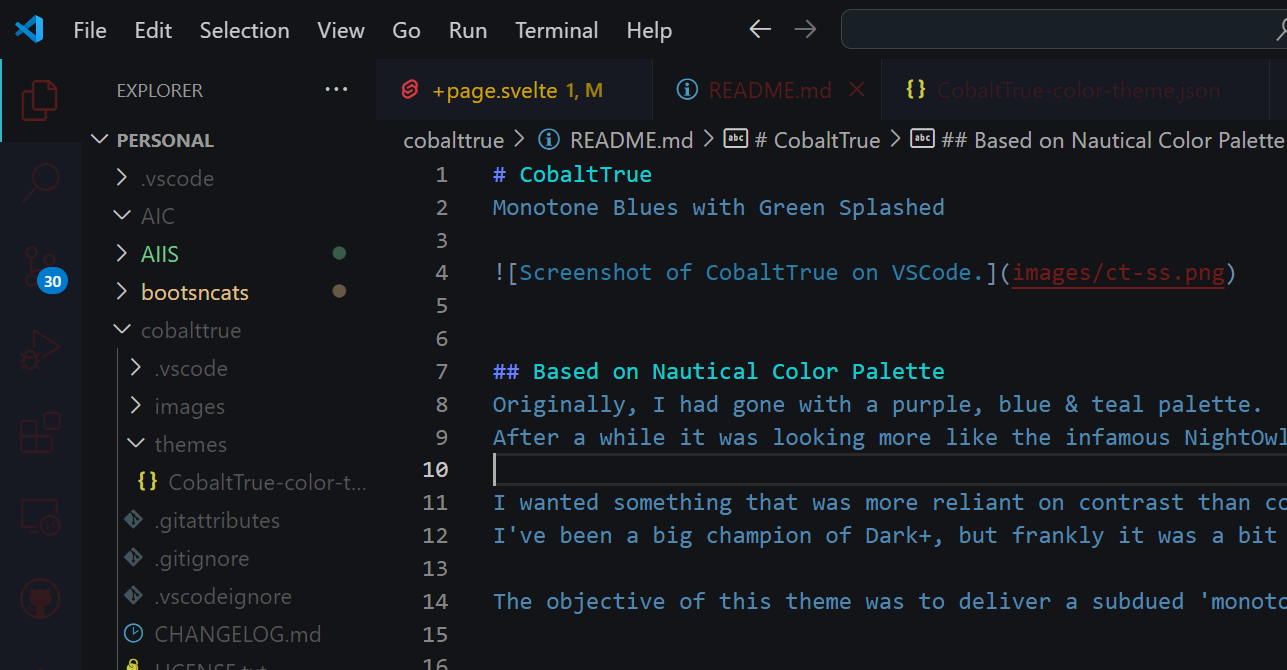 File Edit Selection View Go Run Terminal Help
EXPLORER ...
+page.svelte 1, M
README.md
CobaltTrue-color-theme.json
PERSONAL
.vscode
AIC
AIIS
bootsncats
cobalttrue
.vscode
images
themes
CobaltTrue-color-t...
.gitattributes
.gitignore
.vscodeignore
CHANGELOG.md
LICENSE.txt
30
cobalttrue > README.md > abc # CobaltTrue > abc ## Based on Nautical Color Palette
1 # CobaltTrue
2 Monotone Blues with Green Splashed
3
4 ![Screenshot of CobaltTrue on VSCode.](images/ct-ss.png)
5
6
7 ## Based on Nautical Color Palette
8 Originally, I had gone with a purple, blue & teal palette.
9 After a while it was looking more like the infamous NightOwl
10
11 I wanted something that was more reliant on contrast than co
12 I've been a big champion of Dark+, but frankly it was a bit
13
14 The objective of this theme was to deliver a subdued 'monoto
15
16